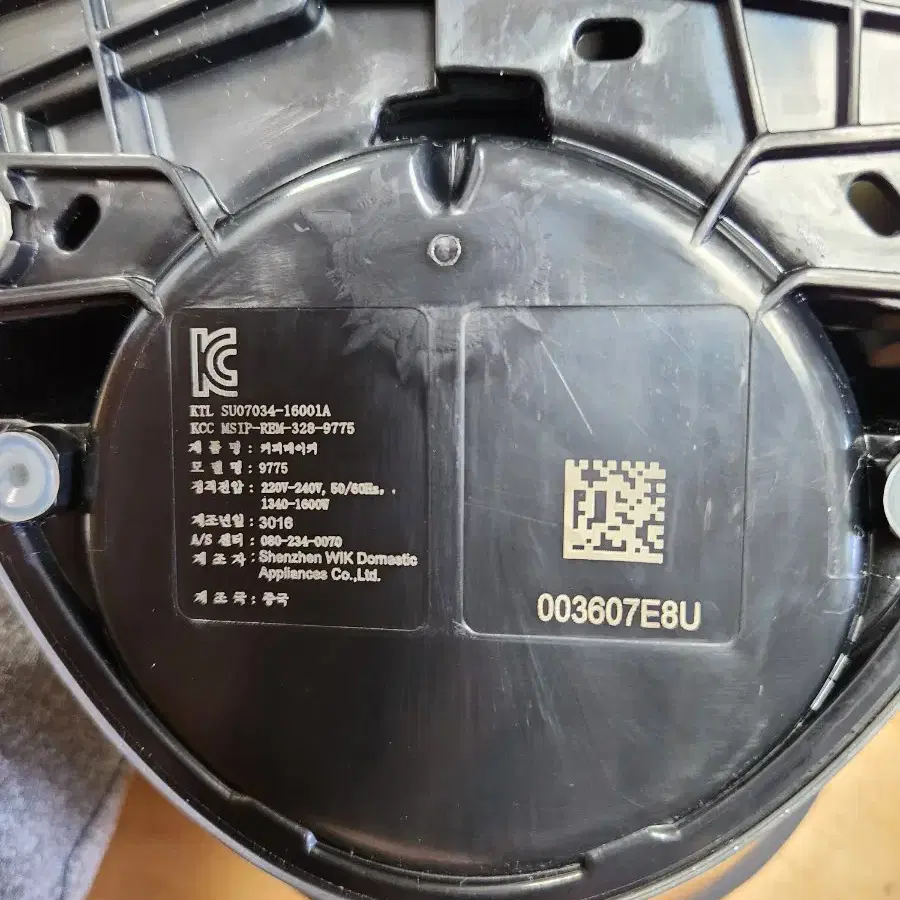 KC
KTL SU07034-16001A
KCC MSIP-REM-328-9775
제 품 명 : 커피메이커
모 델 명 : 9775
정격전압 : 220V-240V, 50/60Hz, .
1340-1600W
제조년월 : 3016
A/S 센터 : 080-234-0070
제 조 자 : Shenzhen WIK Domestic
Appliances Co.,Ltd.
제 조 국 : 중국
003607E8U